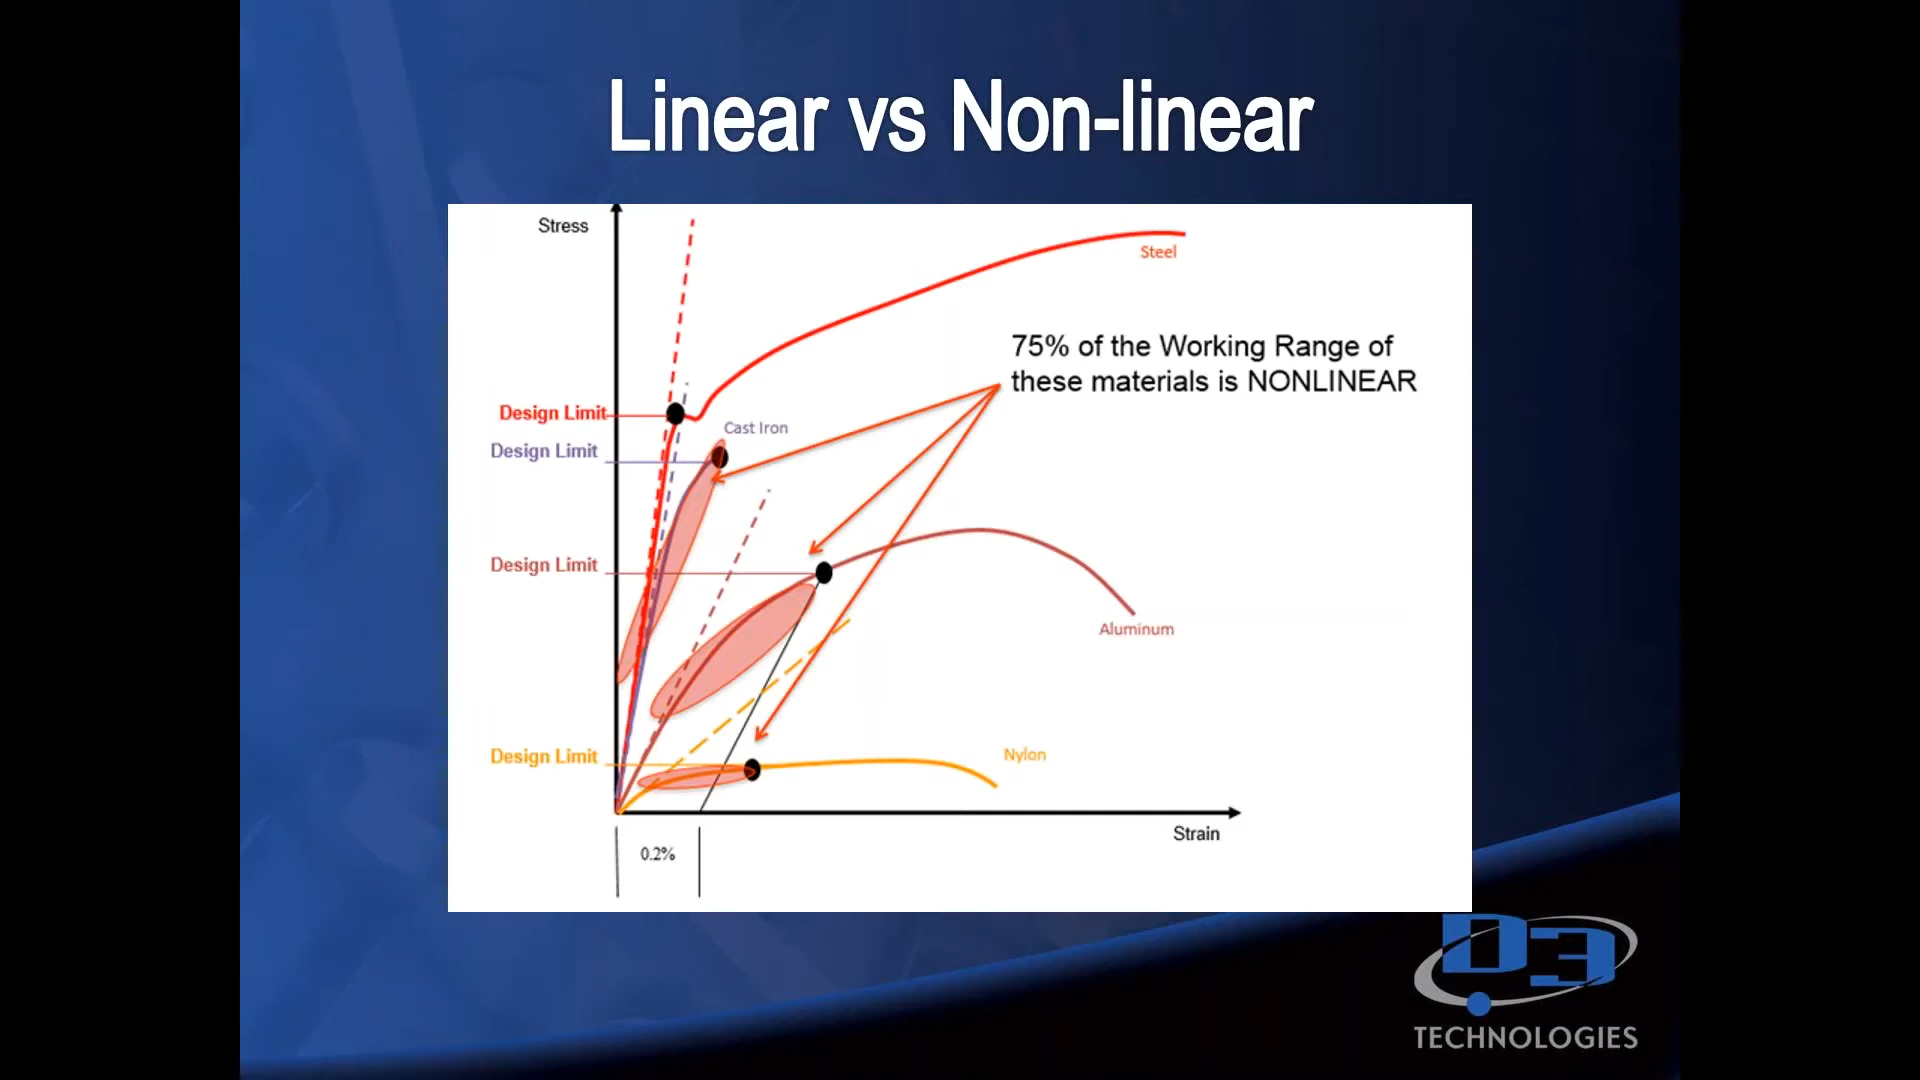 Linear vs Non-linear
Stress
Steel
75% of the Working Range of
these materials is NONLINEAR
Design Limit
Cast Iron
Design Limit
Design Limit
Aluminum
Design Limit
Nylon
Strain
0.2%
D3
TECHNOLOGIES